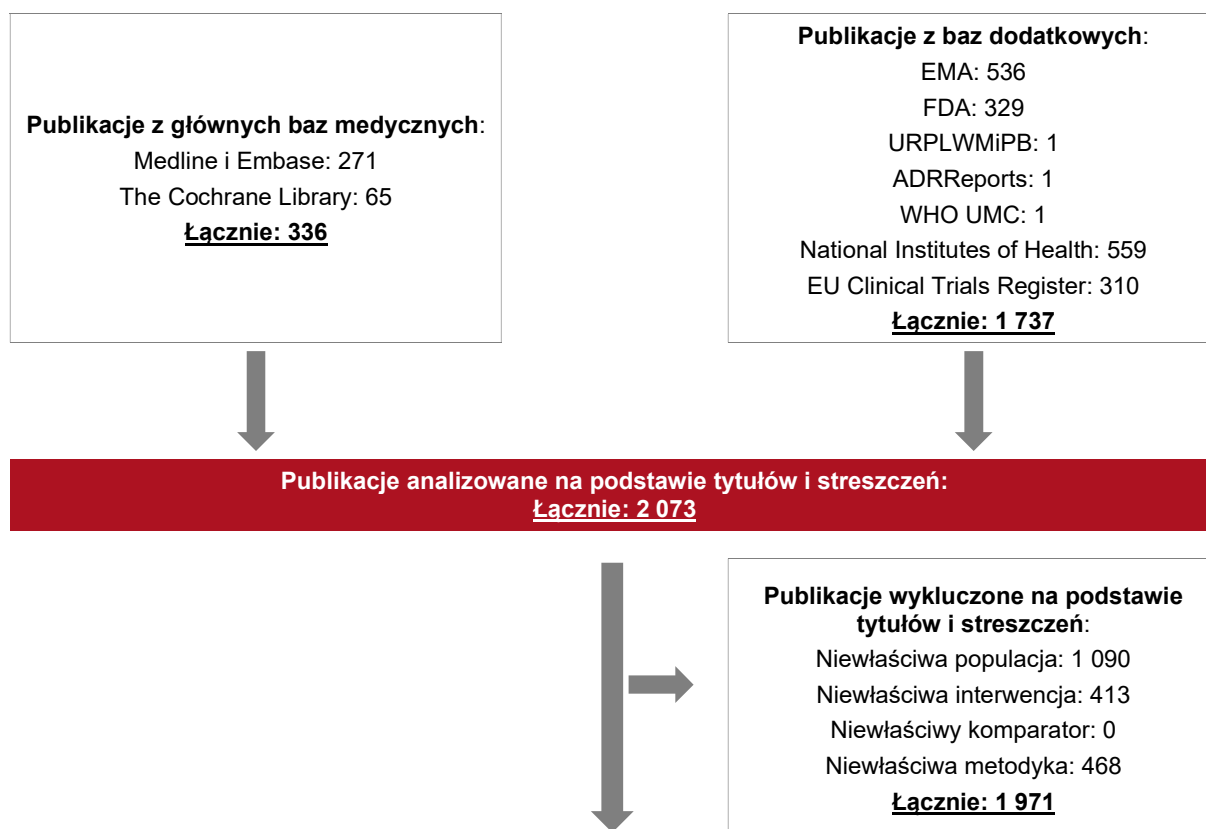 Publikacje z głównych baz medycznych:
Medline i Embase: 271
The Cochrane Library: 65
Łącznie: 336
Publikacje z baz dodatkowych:
EMA: 536
FDA: 329
URPLWMiPB: 1
ADRReports: 1
WHO UMC: 1
National Institutes of Health: 559
EU Clinical Trials Register: 310
Łącznie: 1 737
Publikacje analizowane na podstawie tytułów i streszczeń:
Łącznie: 2 073
Publikacje wykluczone na podstawie
tytułów i streszczeń:
Niewłaściwa populacja: 1 090
Niewłaściwa interwencja: 413
Niewłaściwy komparator: 0
Niewłaściwa metodyka: 468
Łącznie: 1 971